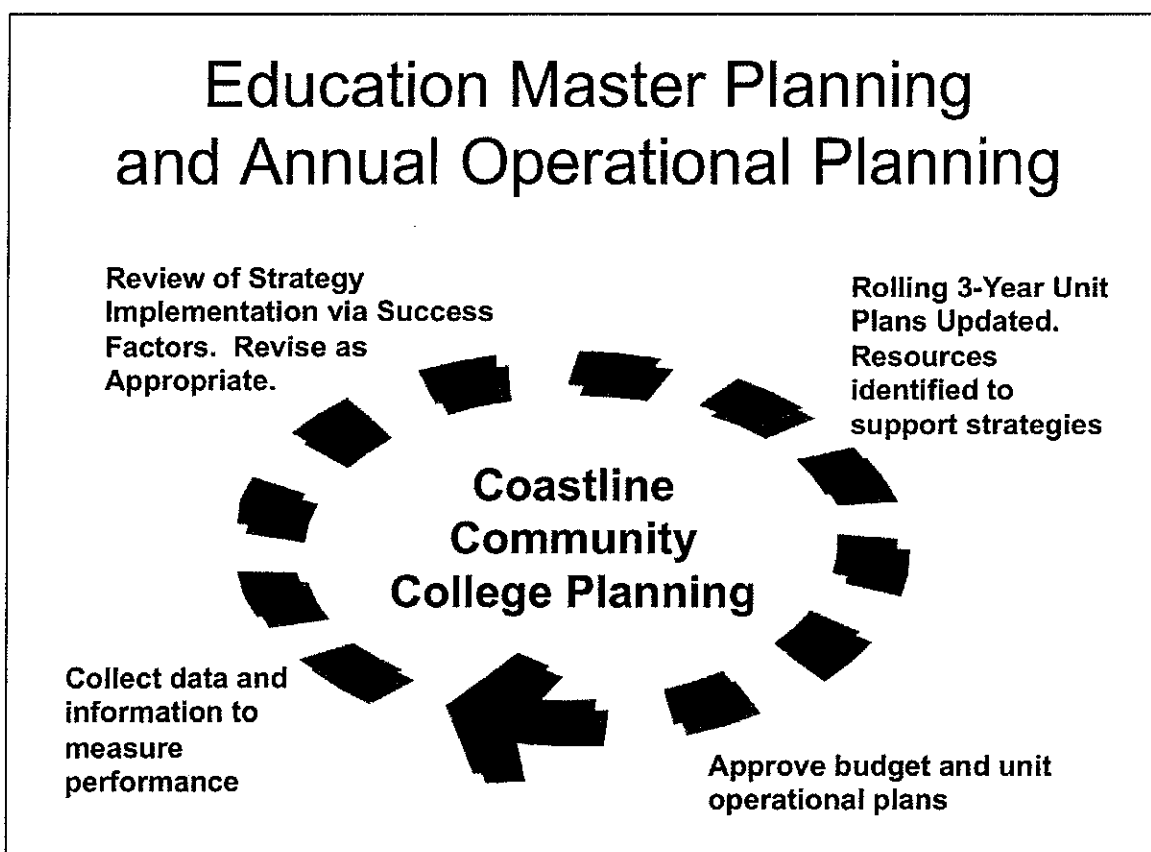 Education Master Planning
and Annual Operational Planning
Review of Strategy
Implementation via Success
Factors. Revise as
Appropriate.
Rolling 3-Year Unit
Plans Updated.
Resources
identified to
support strategies
Coastline
Community
College Planning
Collect data and
information to
measure
performance
Approve budget and unit
operational plans